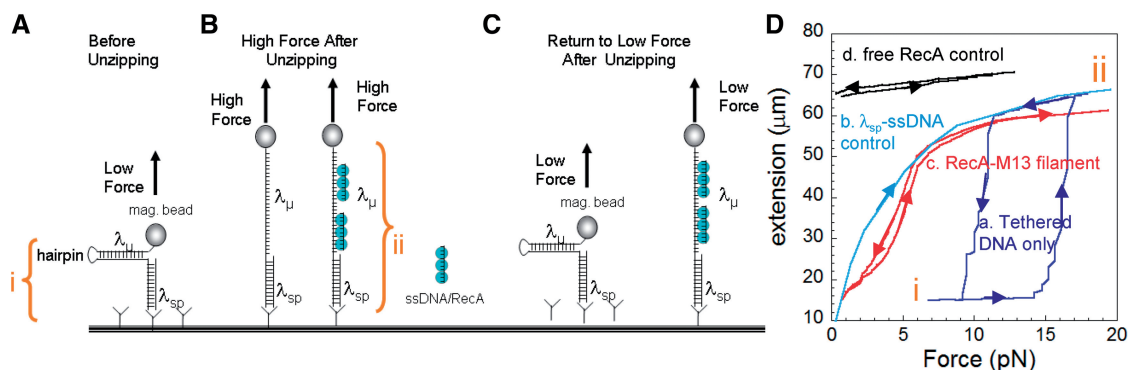 A
Before
Unzipping
Low
Force
mag. bead
hairpin
λμ
λsp
i
B
High Force After
Unzipping
High
Force
High
Force
λμ
λμ
λsp
λsp
ii
ssDNA/RecA
C
Return to Low Force
After Unzipping
Low
Force
Low
Force
mag. bead
λμ
λμ
λsp
λsp
D
extension (μm)
80
70
60
50
40
30
20
10
0
5
10
15
20
Force (pN)
d. free RecA control
ii
b. λsp-ssDNA
control
c. RecA-M13 filament
a. Tethered
DNA only
i